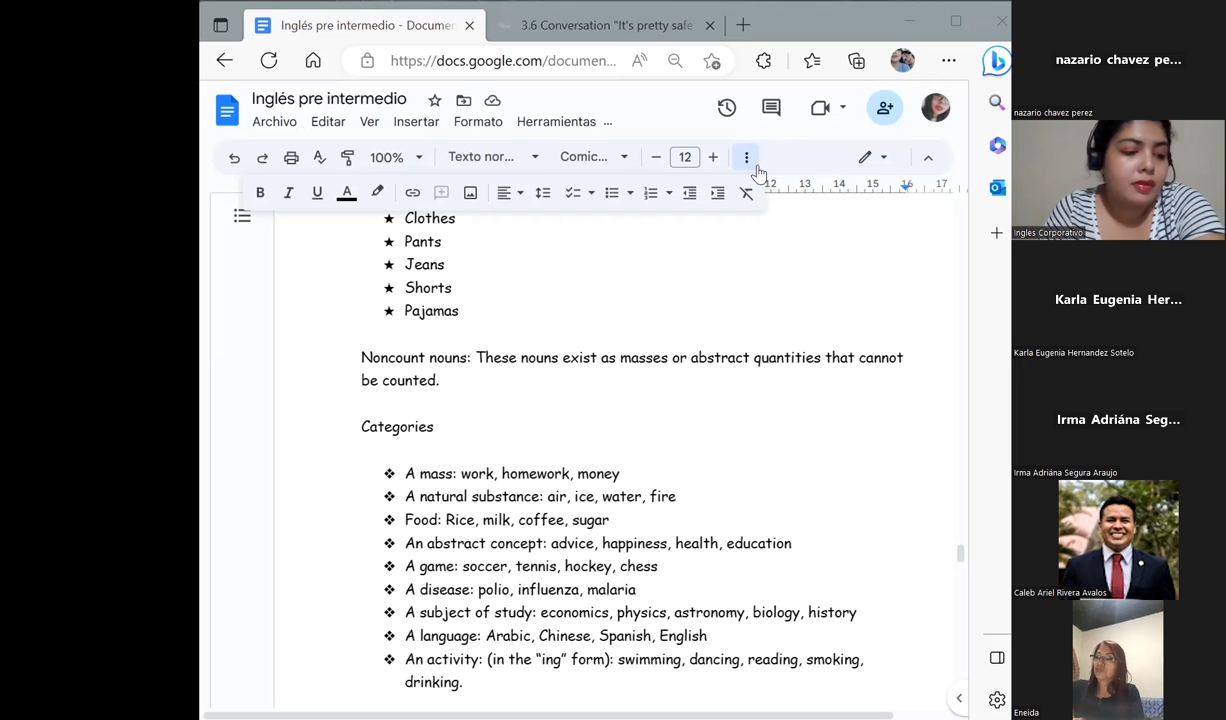 Inglés pre intermedio - Documen
3.6 Conversation "It's pretty safe
https://docs.google.com/documen...
Inglés pre intermedio
Archivo Editar Ver Insertar Formato Herramientas ...
100% Texto nor... Comic... 12
12 13 14 15 16 17
B I U A
★ Clothes
★ Pants
★ Jeans
★ Shorts
★ Pajamas
Noncount nouns: These nouns exist as masses or abstract quantities that cannot
be counted.
Categories
❖ A mass: work, homework, money
❖ A natural substance: air, ice, water, fire
❖ Food: Rice, milk, coffee, sugar
❖ An abstract concept: advice, happiness, health, education
❖ A game: soccer, tennis, hockey, chess
❖ A disease: polio, influenza, malaria
❖ A subject of study: economics, physics, astronomy, biology, history
❖ A language: Arabic, Chinese, Spanish, English
❖ An activity: (in the “ing” form): swimming, dancing, reading, smoking,
drinking.
nazario chavez pe...
nazario chavez perez
Ingles Corporativo
Karla Eugenia Her...
Karla Eugenia Hernandez Sotelo
Irma Adriána Seg...
Irma Adriána Segura Araujo
Caleb Ariel Rivera Avalos
Eneida